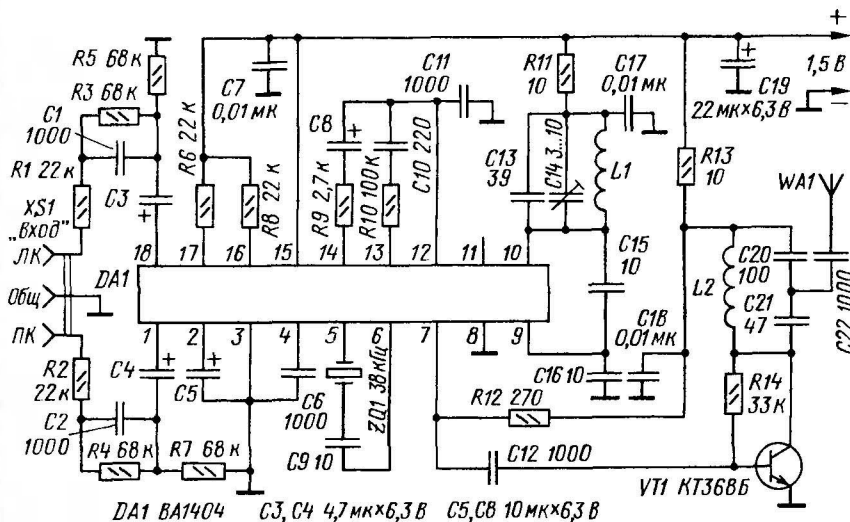 +
1,5 В
−
R5 68 к
R3 68 к
C1
1000
R1 22 к
XS1
„Вход"
ЛК
Общ
ПК
C3
+
C7
0,01 мк
R6 22 к
R8 22 к
C8
+
R9 2,7 к
R10 100 к
C10 220
C11
1000
R11
10
C17
0,01 мк
C13
39
C14 3...10
L1
C15
10
+
C19
22 мк×6,3 В
R13
10
WA1
C20
100
C21
47
C22 1000
L2
DA1
18
17
16
15
14
13
12
11
10
1
2
3
4
5
6
7
8
9
R2
22 к
C2
1000
R4 68 к
R7 68 к
C4
+
C5
+
C6
1000
ZQ1 38 кГц
C9 10
C16 10
C18
0,01 мк
R12 270
C12 1000
R14
33 к
VT1 КТ368Б
DA1 BA1404 C3, C4 4,7 мк×6,3 В C5, C8 10 мк×6,3 В